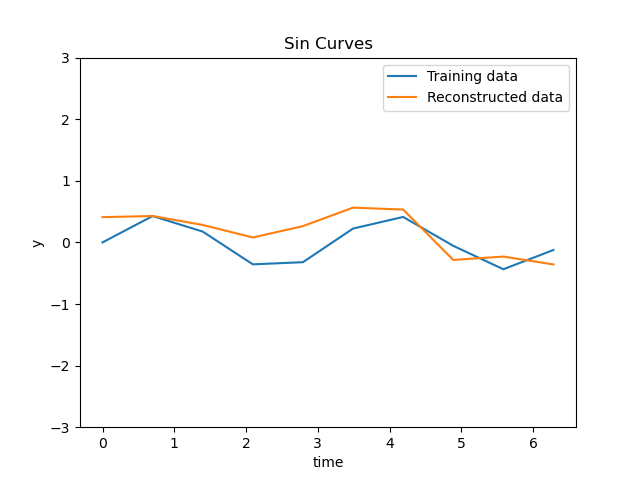 Sin Curves
Training data
Reconstructed data
3
2
1
0
−1
−2
−3
y
0 1 2 3 4 5 6
time